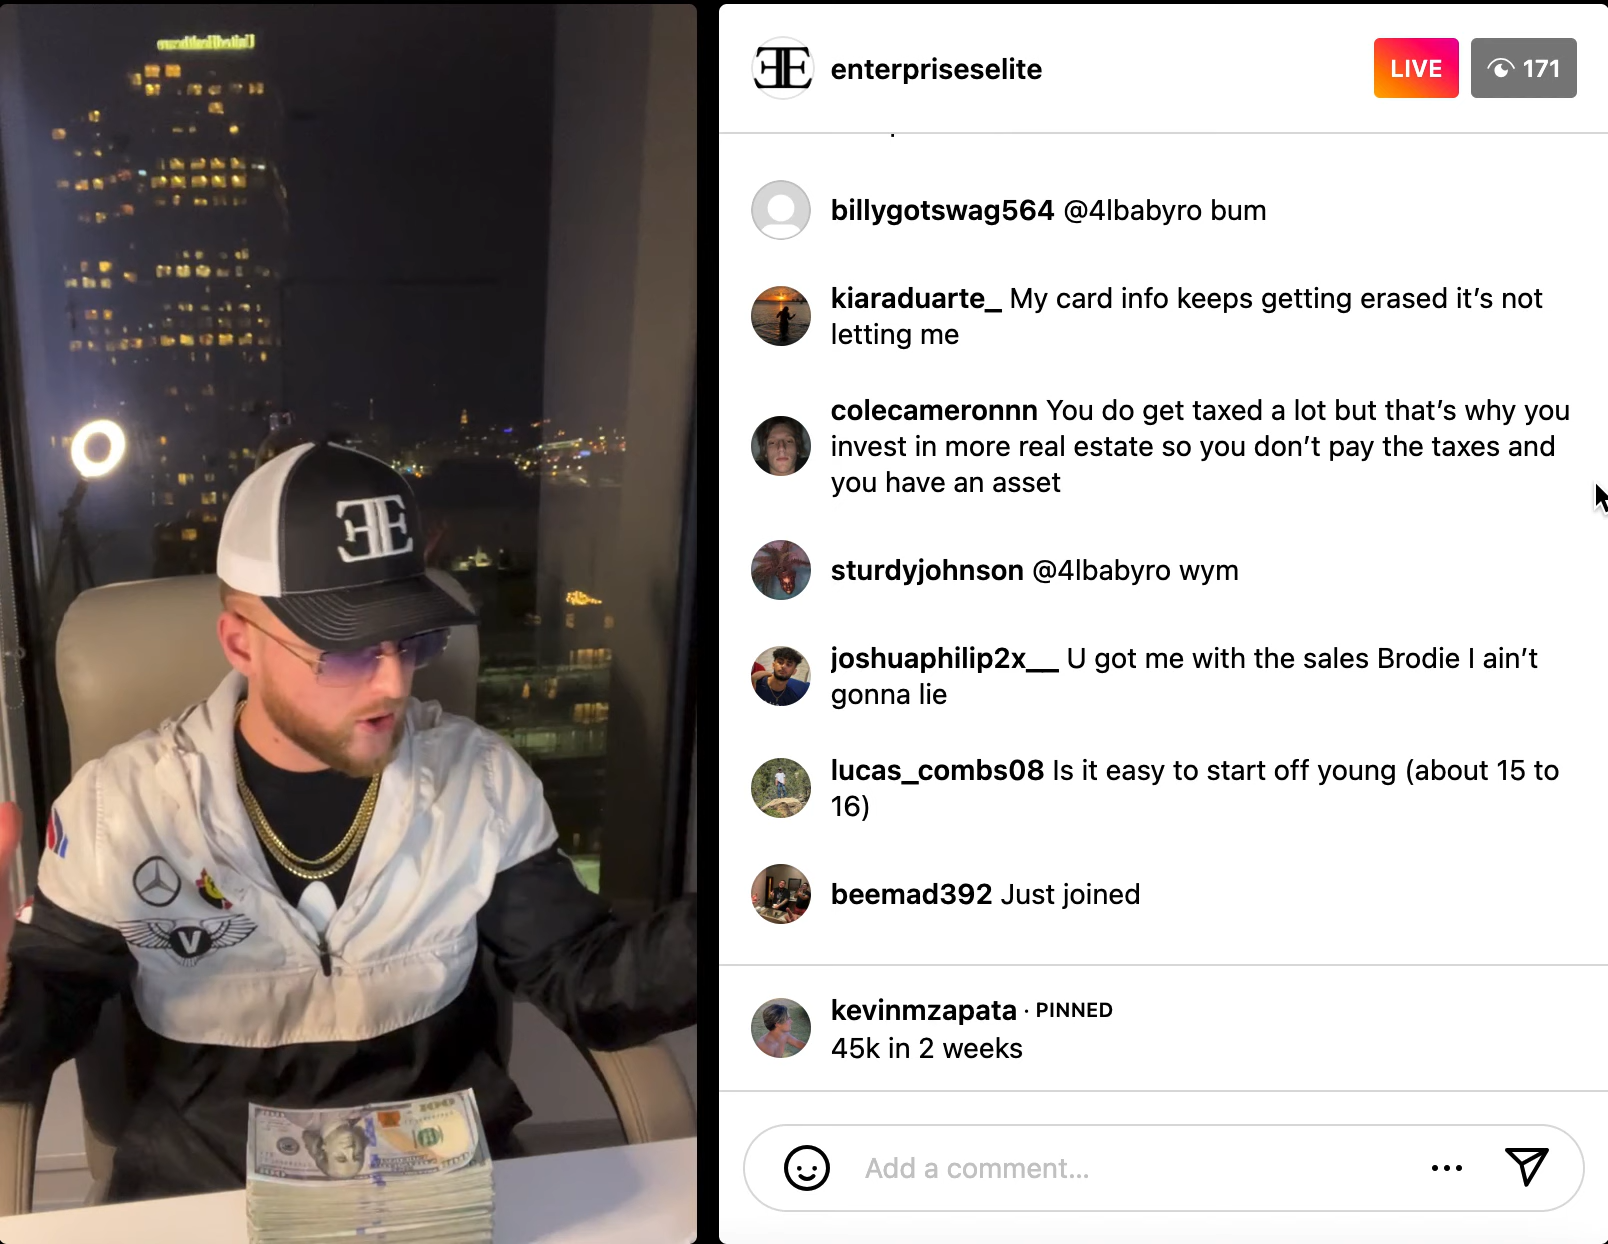 enterpriseselite
LIVE
171
billygotswag564 @4lbabyro bum
kiaraduarte_ My card info keeps getting erased it’s not
letting me
colecameronnn You do get taxed a lot but that’s why you
invest in more real estate so you don’t pay the taxes and
you have an asset
sturdyjohnson @4lbabyro wym
joshuaphilip2x__ U got me with the sales Brodie I ain’t
gonna lie
lucas_combs08 Is it easy to start off young (about 15 to
16)
beemad392 Just joined
kevinmzapata · PINNED
45k in 2 weeks
Add a comment...
EE
V
100